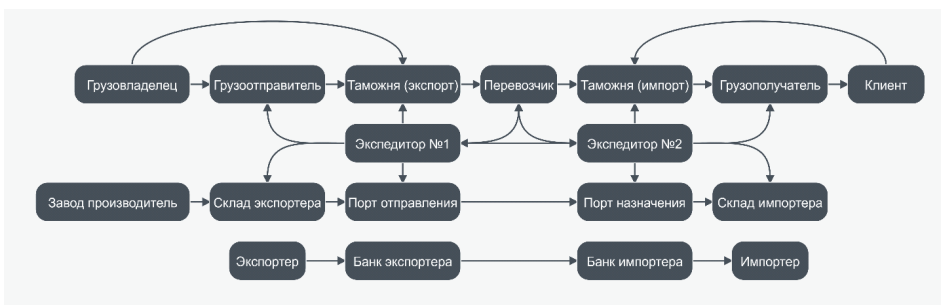 Грузовладелец
Грузоотправитель
Таможня (экспорт)
Перевозчик
Таможня (импорт)
Грузополучатель
Клиент
Экспедитор №1
Экспедитор №2
Завод производитель
Склад экспортера
Порт отправления
Порт назначения
Склад импортера
Экспортер
Банк экспортера
Банк импортера
Импортер